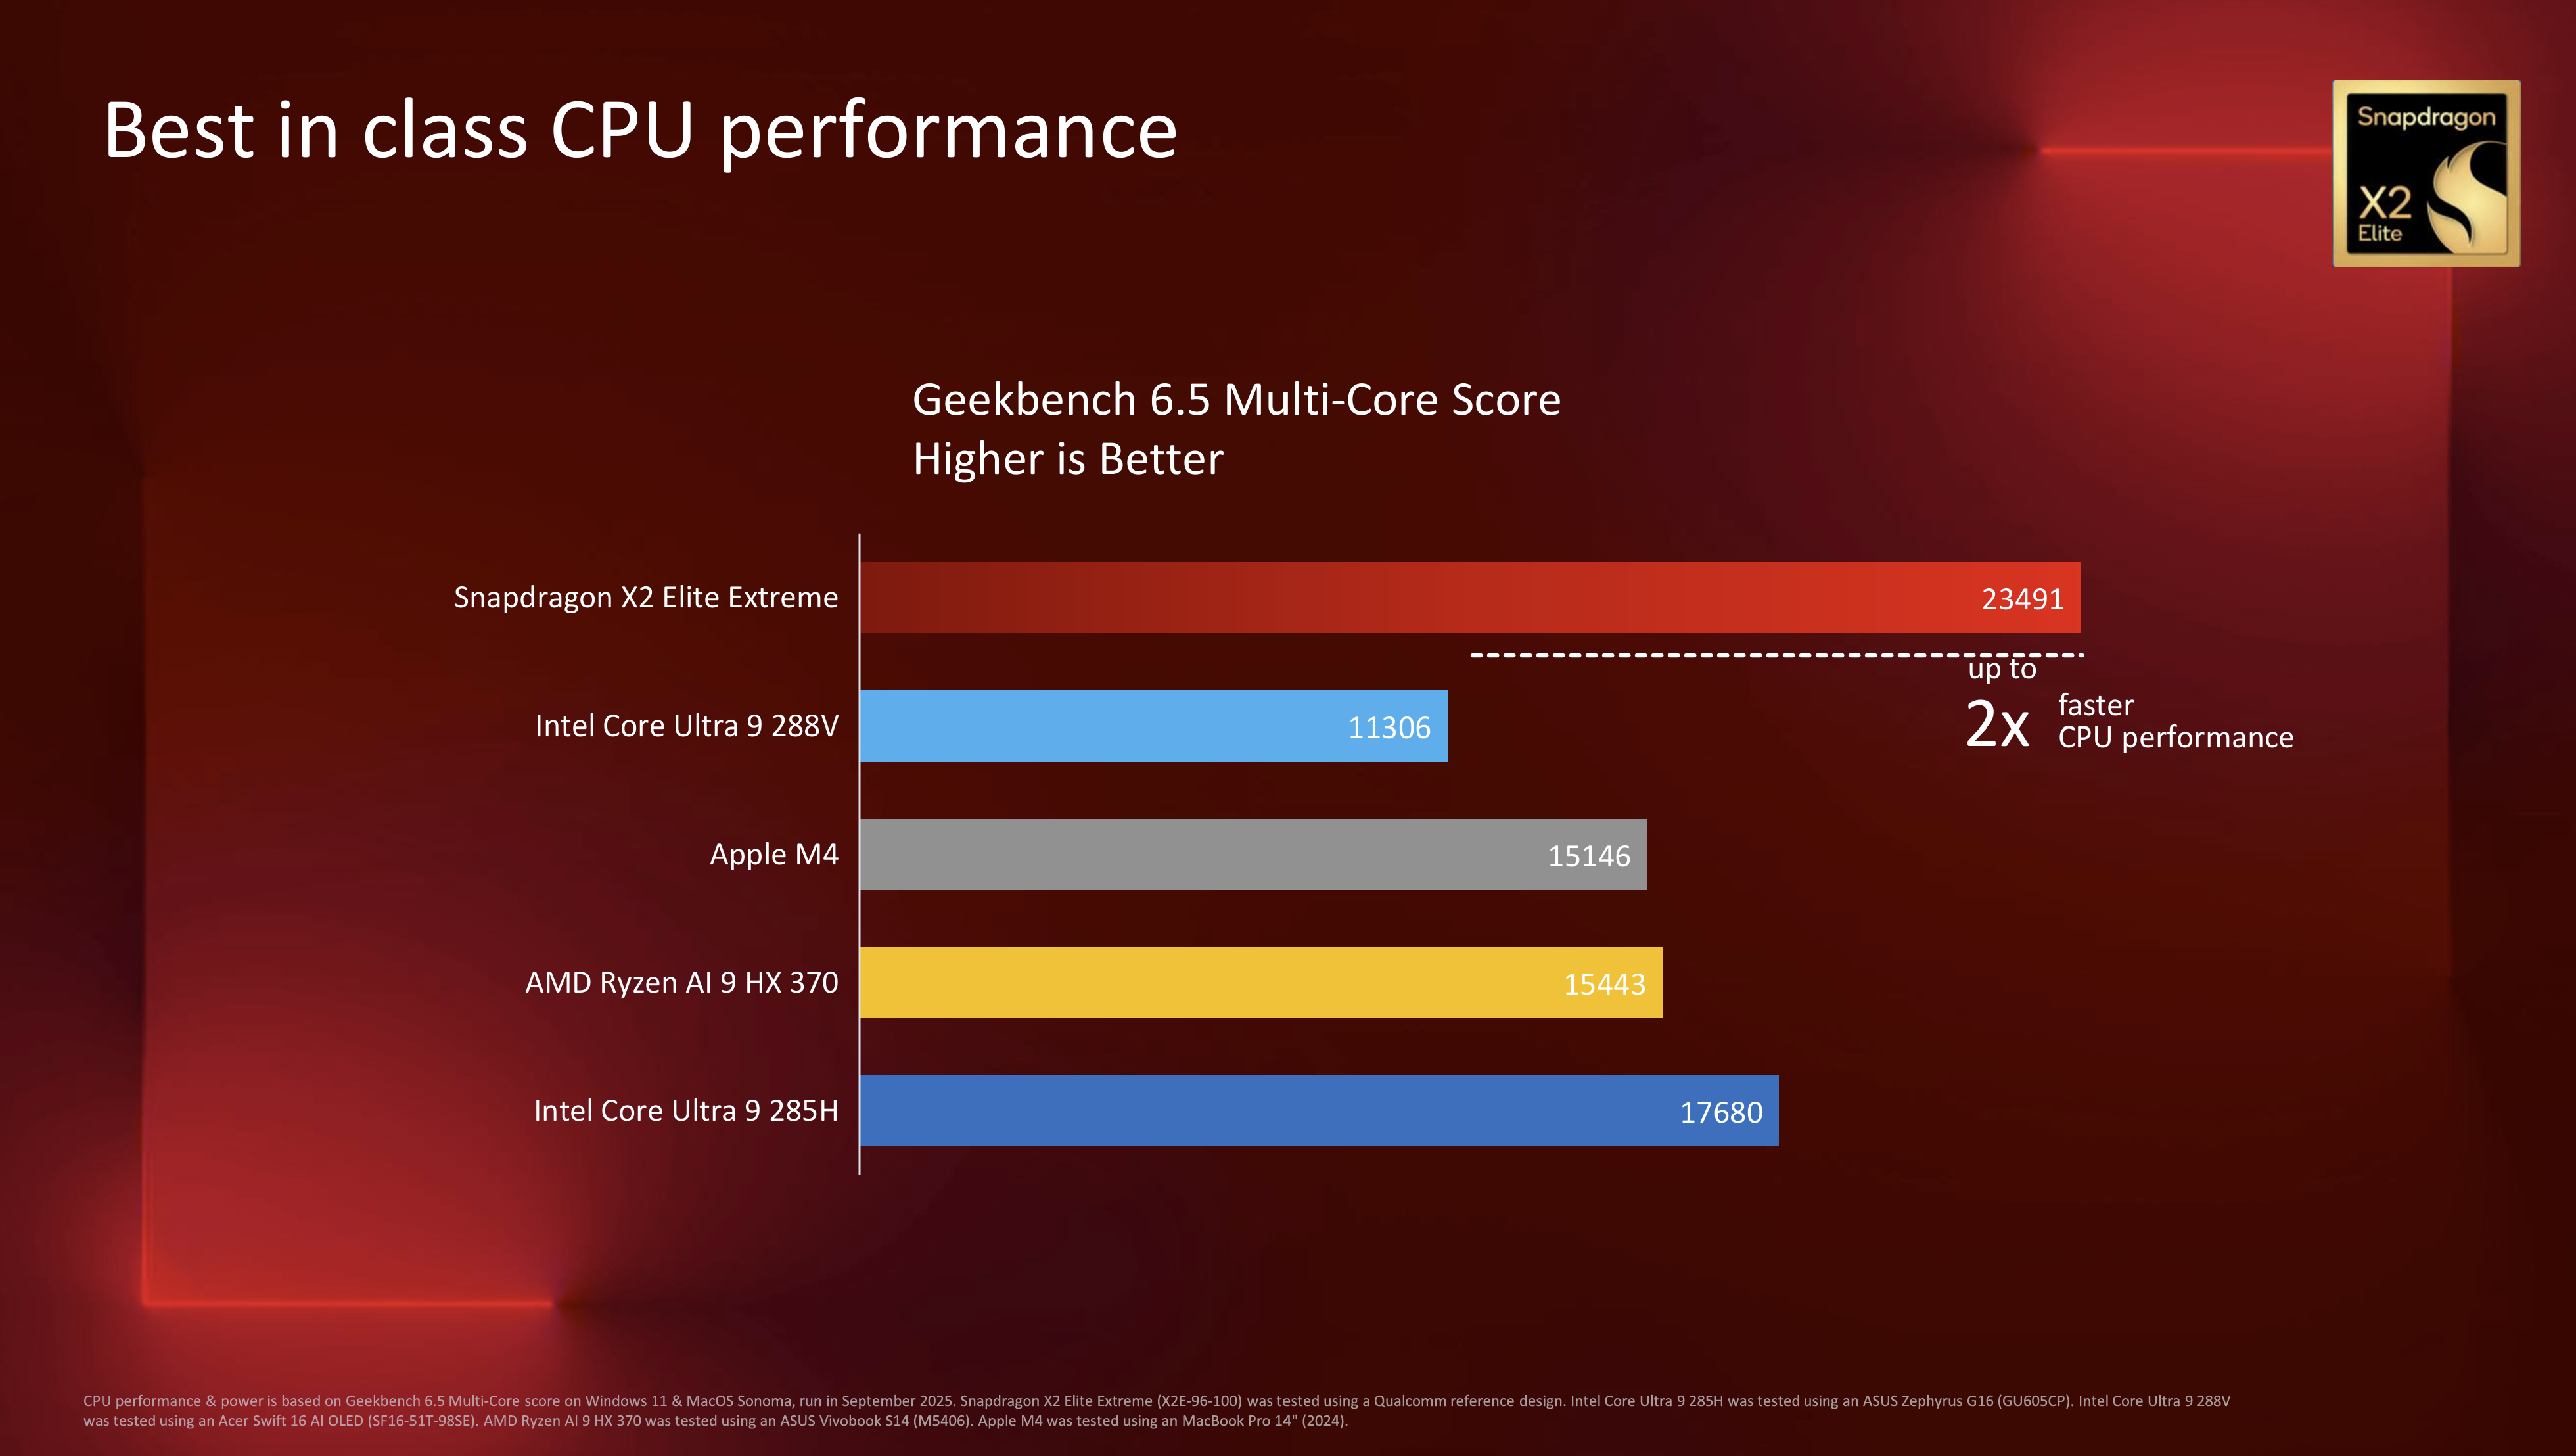 Best in class CPU performance
Snapdragon
X2
Elite
Geekbench 6.5 Multi-Core Score
Higher is Better
Snapdragon X2 Elite Extreme
23491
up to
2x
faster
CPU performance
Intel Core Ultra 9 288V
11306
Apple M4
15146
AMD Ryzen AI 9 HX 370
15443
Intel Core Ultra 9 285H
17680
CPU performance & power is based on Geekbench 6.5 Multi-Core score on Windows 11 & MacOS Sonoma, run in September 2025. Snapdragon X2 Elite Extreme (X2E-96-100) was tested using a Qualcomm reference design. Intel Core Ultra 9 285H was tested using an ASUS Zephyrus G16 (GU605CP). Intel Core Ultra 9 288V
was tested using an Acer Swift 16 AI OLED (SF16-51T-98SE). AMD Ryzen AI 9 HX 370 was tested using an ASUS Vivobook S14 (M5406). Apple M4 was tested using an MacBook Pro 14" (2024).